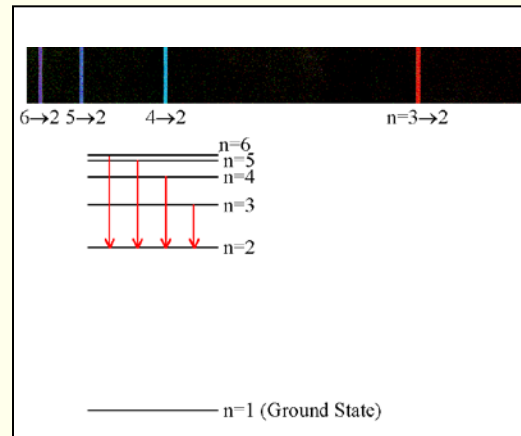 6→2 5→2 4→2 n=3→2
n=6
n=5
n=4
n=3
n=2
n=1 (Ground State)